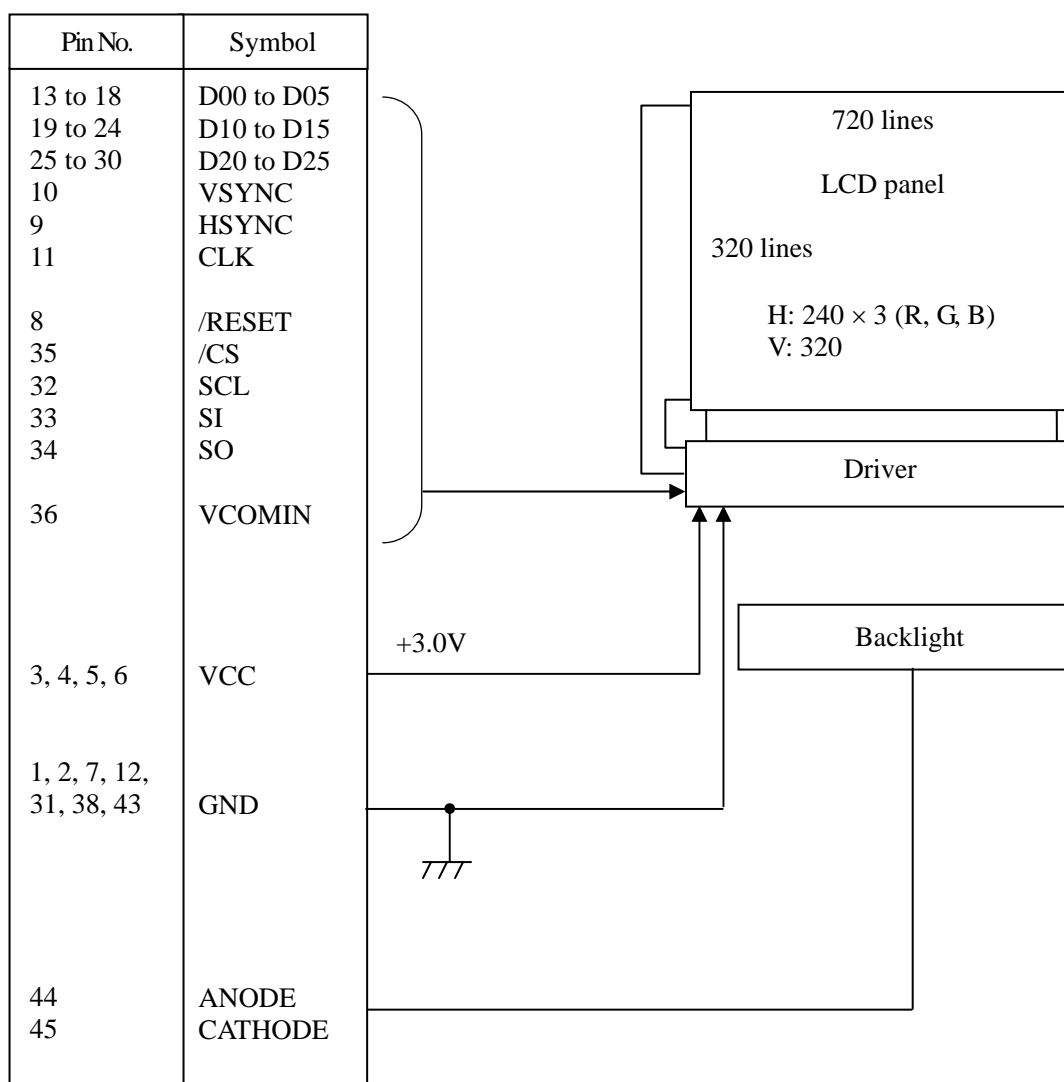 Pin No. Symbol
13 to 18 D00 to D05
19 to 24 D10 to D15
25 to 30 D20 to D25
10 VSYNC
9 HSYNC
11 CLK
8 /RESET
35 /CS
32 SCL
33 SI
34 SO
36 VCOMIN
3, 4, 5, 6 VCC
1, 2, 7, 12,
31, 38, 43 GND
44 ANODE
45 CATHODE
+3.0V
720 lines
LCD panel
320 lines
H: 240 × 3 (R, G, B)
V: 320
Driver
Backlight